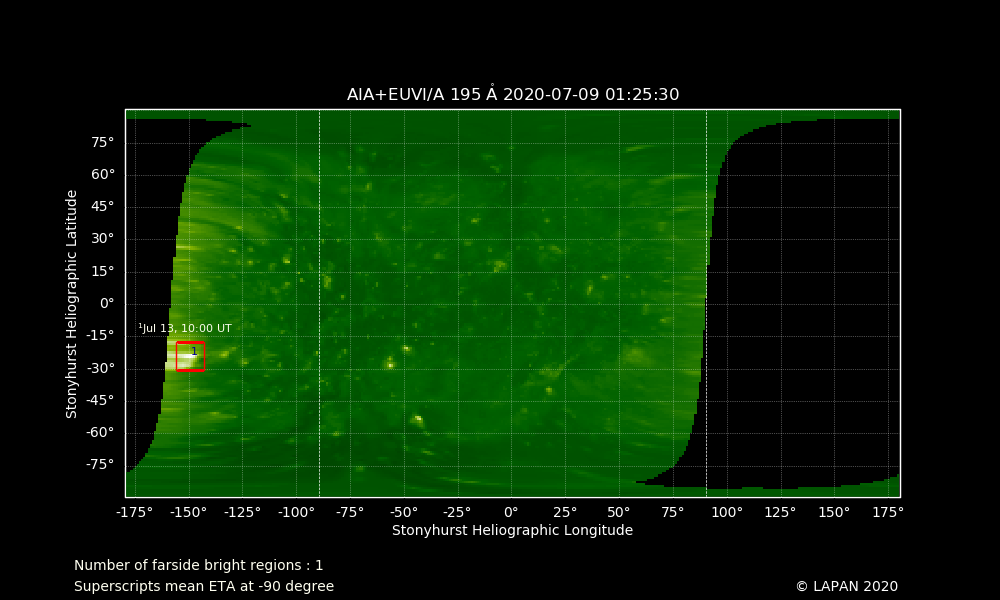 AIA+EUVI/A 195 Å 2020-07-09 01:25:30
Stonyhurst Heliographic Latitude
75°
60°
45°
30°
15°
0°
-15°
-30°
-45°
-60°
-75°
¹Jul 13, 10:00 UT
1
-175° -150° -125° -100° -75° -50° -25° 0° 25° 50° 75° 100° 125° 150° 175°
Stonyhurst Heliographic Longitude
Number of farside bright regions : 1
Superscripts mean ETA at -90 degree
© LAPAN 2020